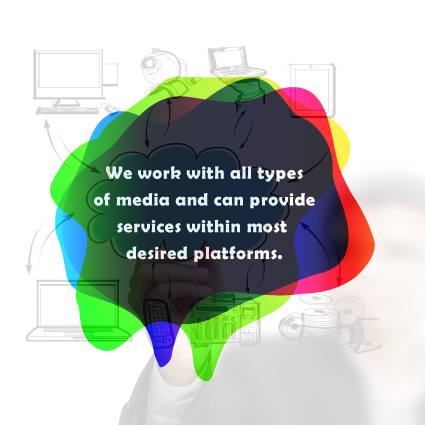 We work with all types
of media and can provide
services within most
desired platforms.